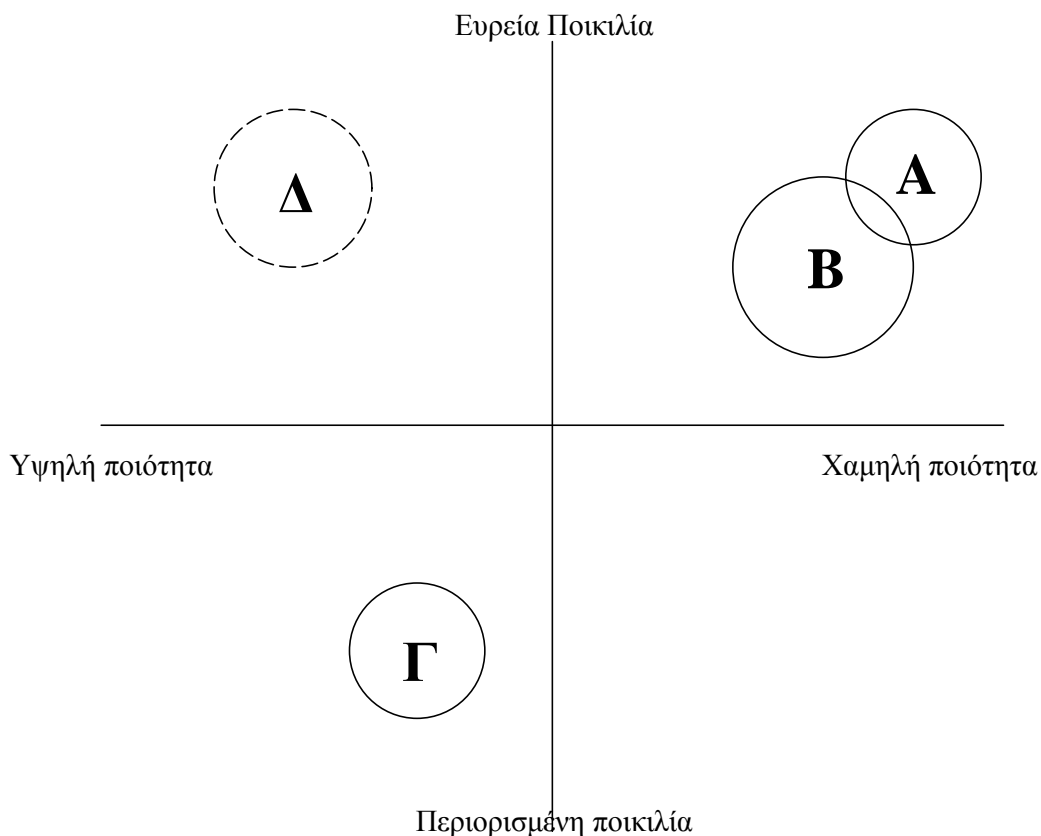 Ευρεία Ποικιλία
Δ
Α
Β
Υψηλή ποιότητα
Χαμηλή ποιότητα
Γ
Περιορισμένη ποικιλία